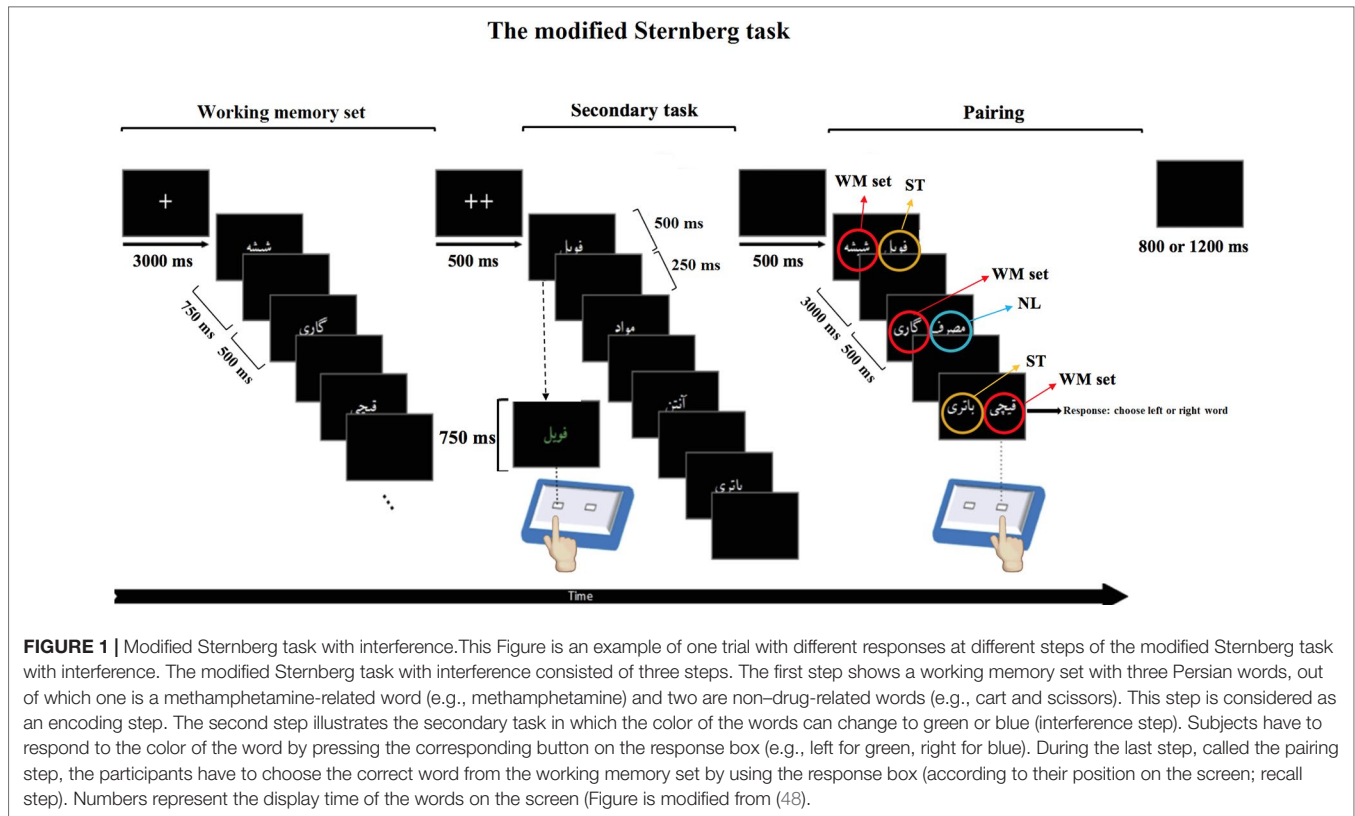 The modified Sternberg task
Working memory set
Secondary task
Pairing
+
3000 ms
شیشه
گاری
قیچی
750 ms
500 ms
...
++
500 ms
فویل
مواد
آنتن
باتری
500 ms
250 ms
فویل
750 ms
500 ms
WM set
ST
شیشه فویل
WM set
NL
گاری مصرف
ST
WM set
باتری قیچی
3000 ms
500 ms
Response: choose left or right word
800 or 1200 ms
Time
FIGURE 1 | Modified Sternberg task with interference.This Figure is an example of one trial with different responses at different steps of the modified Sternberg task
with interference. The modified Sternberg task with interference consisted of three steps. The first step shows a working memory set with three Persian words, out
of which one is a methamphetamine-related word (e.g., methamphetamine) and two are non–drug-related words (e.g., cart and scissors). This step is considered as
an encoding step. The second step illustrates the secondary task in which the color of the words can change to green or blue (interference step). Subjects have to
respond to the color of the word by pressing the corresponding button on the response box (e.g., left for green, right for blue). During the last step, called the pairing
step, the participants have to choose the correct word from the working memory set by using the response box (according to their position on the screen; recall
step). Numbers represent the display time of the words on the screen (Figure is modified from (48).